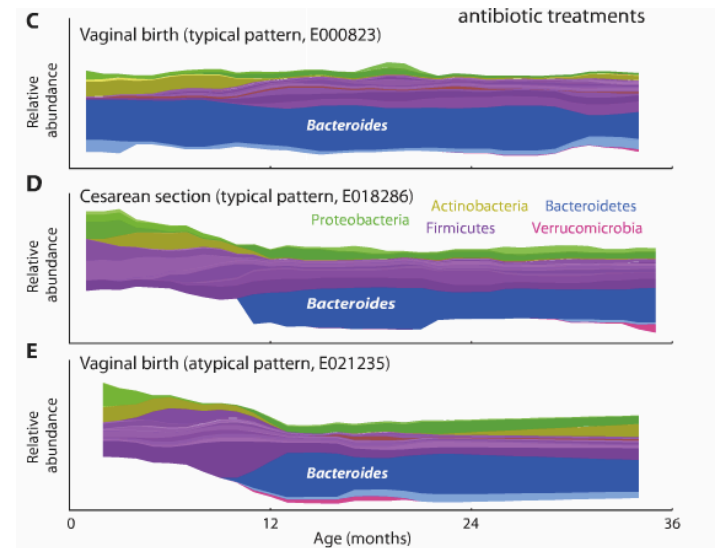 antibiotic treatments
C
Vaginal birth (typical pattern, E000823)
Relative
abundance
Bacteroides
D
Cesarean section (typical pattern, E018286)
Actinobacteria Bacteroidetes
Proteobacteria
Firmicutes Verrucomicrobia
Relative
abundance
Bacteroides
E
Vaginal birth (atypical pattern, E021235)
Relative
abundance
Bacteroides
0 12 24 36
Age (months)